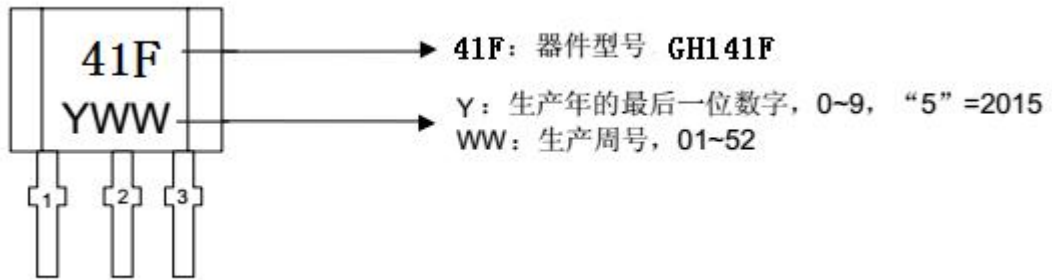 41F
41F：器件型号 GH141F
YWW
Y：生产年的最后一位数字，0~9，“5”=2015
WW：生产周号，01~52
1 2 3